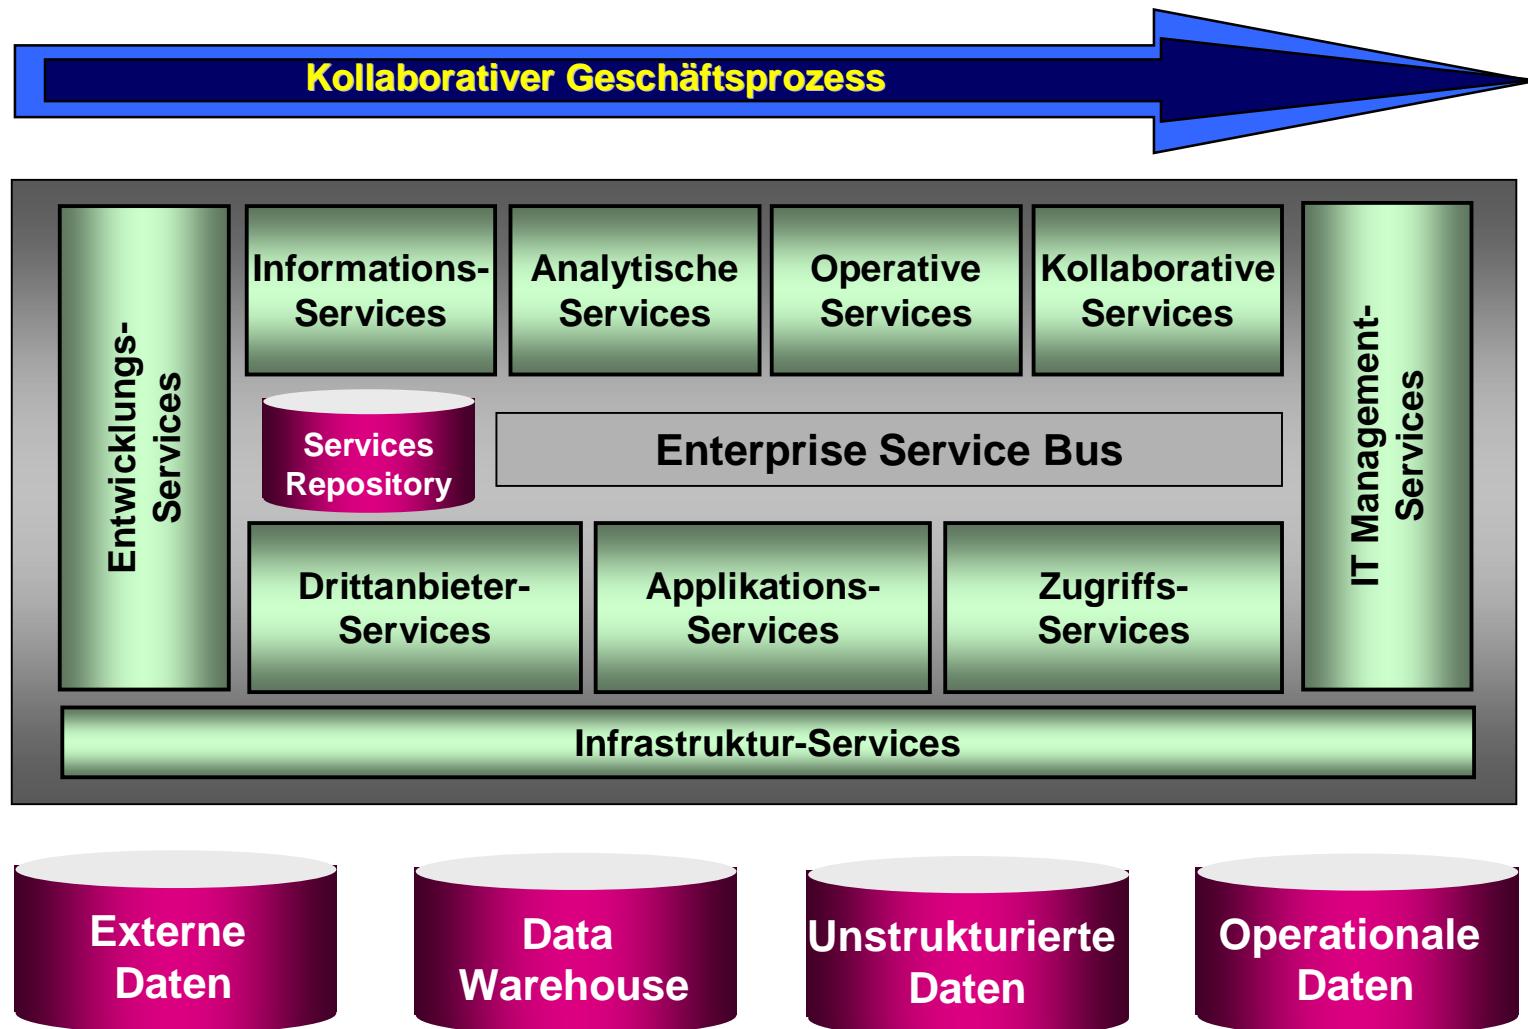 Kollaborativer Geschäftsprozess
Entwicklungs-
Services
Informations-
Services
Analytische
Services
Operative
Services
Kollaborative
Services
IT Management-
Services
Services
Repository
Enterprise Service Bus
Drittanbieter-
Services
Applikations-
Services
Zugriffs-
Services
Infrastruktur-Services
Externe
Daten
Data
Warehouse
Unstrukturierte
Daten
Operationale
Daten